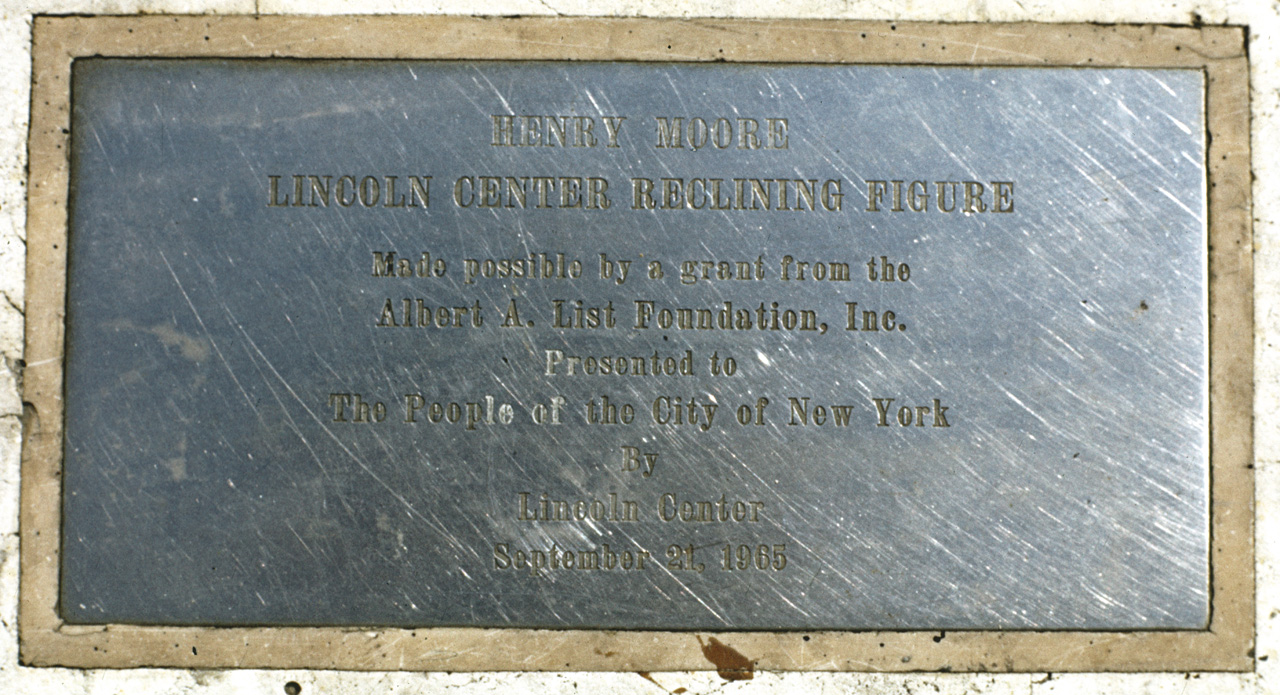 HENRY MOORE
LINCOLN CENTER RECLINING FIGURE
Made possible by a grant from the
Albert A. List Foundation, Inc.
Presented to
The People of the City of New York
By
Lincoln Center
September 21, 1965